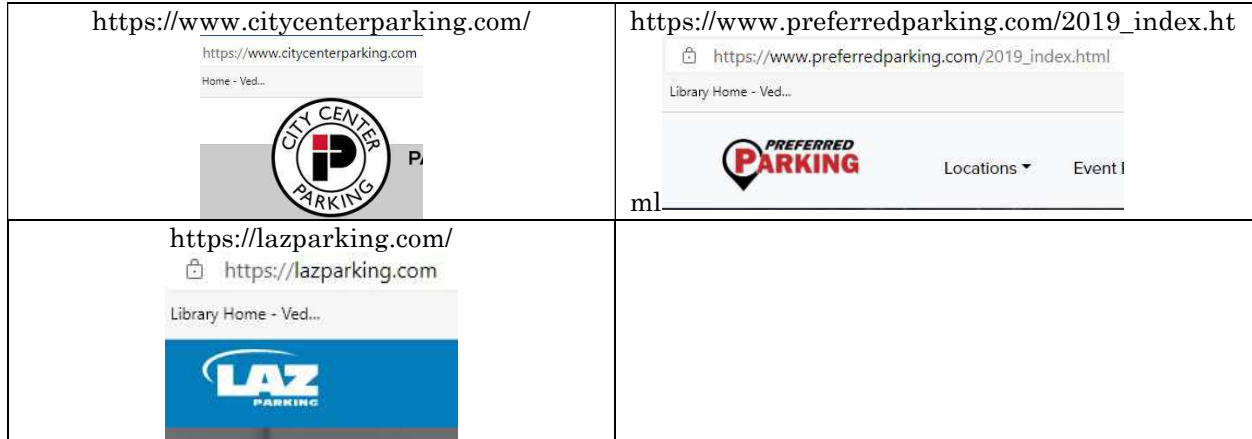 https://www.citycenterparking.com/
https://www.citycenterparking.com
Home - Ved...
CITY CENTER
P
PARKING
https://www.preferredparking.com/2019_index.ht
https://www.preferredparking.com/2019_index.html
Library Home - Ved...
PREFERRED
PARKING
Locations
Event
ml
https://lazparking.com/
https://lazparking.com
Library Home - Ved...
LAZ
PARKING